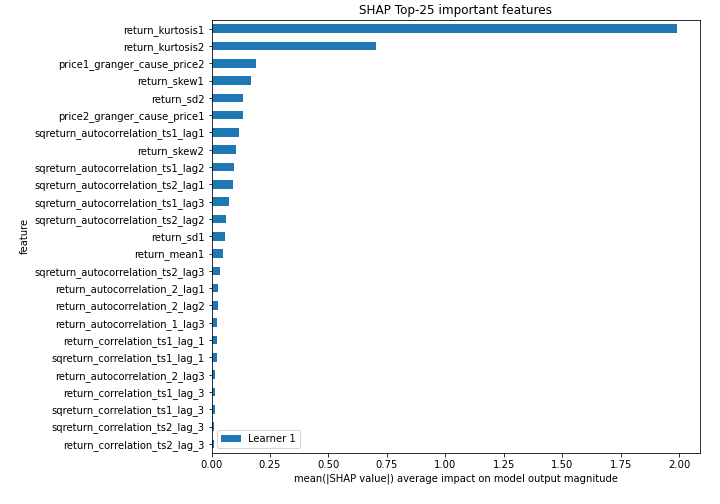 SHAP Top-25 important features
return_kurtosis1
return_kurtosis2
price1_granger_cause_price2
return_skew1
return_sd2
price2_granger_cause_price1
sqreturn_autocorrelation_ts1_lag1
return_skew2
sqreturn_autocorrelation_ts1_lag2
sqreturn_autocorrelation_ts2_lag1
sqreturn_autocorrelation_ts1_lag3
sqreturn_autocorrelation_ts2_lag2
return_sd1
return_mean1
sqreturn_autocorrelation_ts2_lag3
return_autocorrelation_2_lag1
return_autocorrelation_2_lag2
return_autocorrelation_1_lag3
return_correlation_ts1_lag_1
sqreturn_correlation_ts1_lag_1
return_autocorrelation_2_lag3
return_correlation_ts1_lag_3
sqreturn_correlation_ts1_lag_3
sqreturn_correlation_ts2_lag_3
return_correlation_ts2_lag_3
feature
Learner 1
0.00 0.25 0.50 0.75 1.00 1.25 1.50 1.75 2.00
mean(|SHAP value|) average impact on model output magnitude